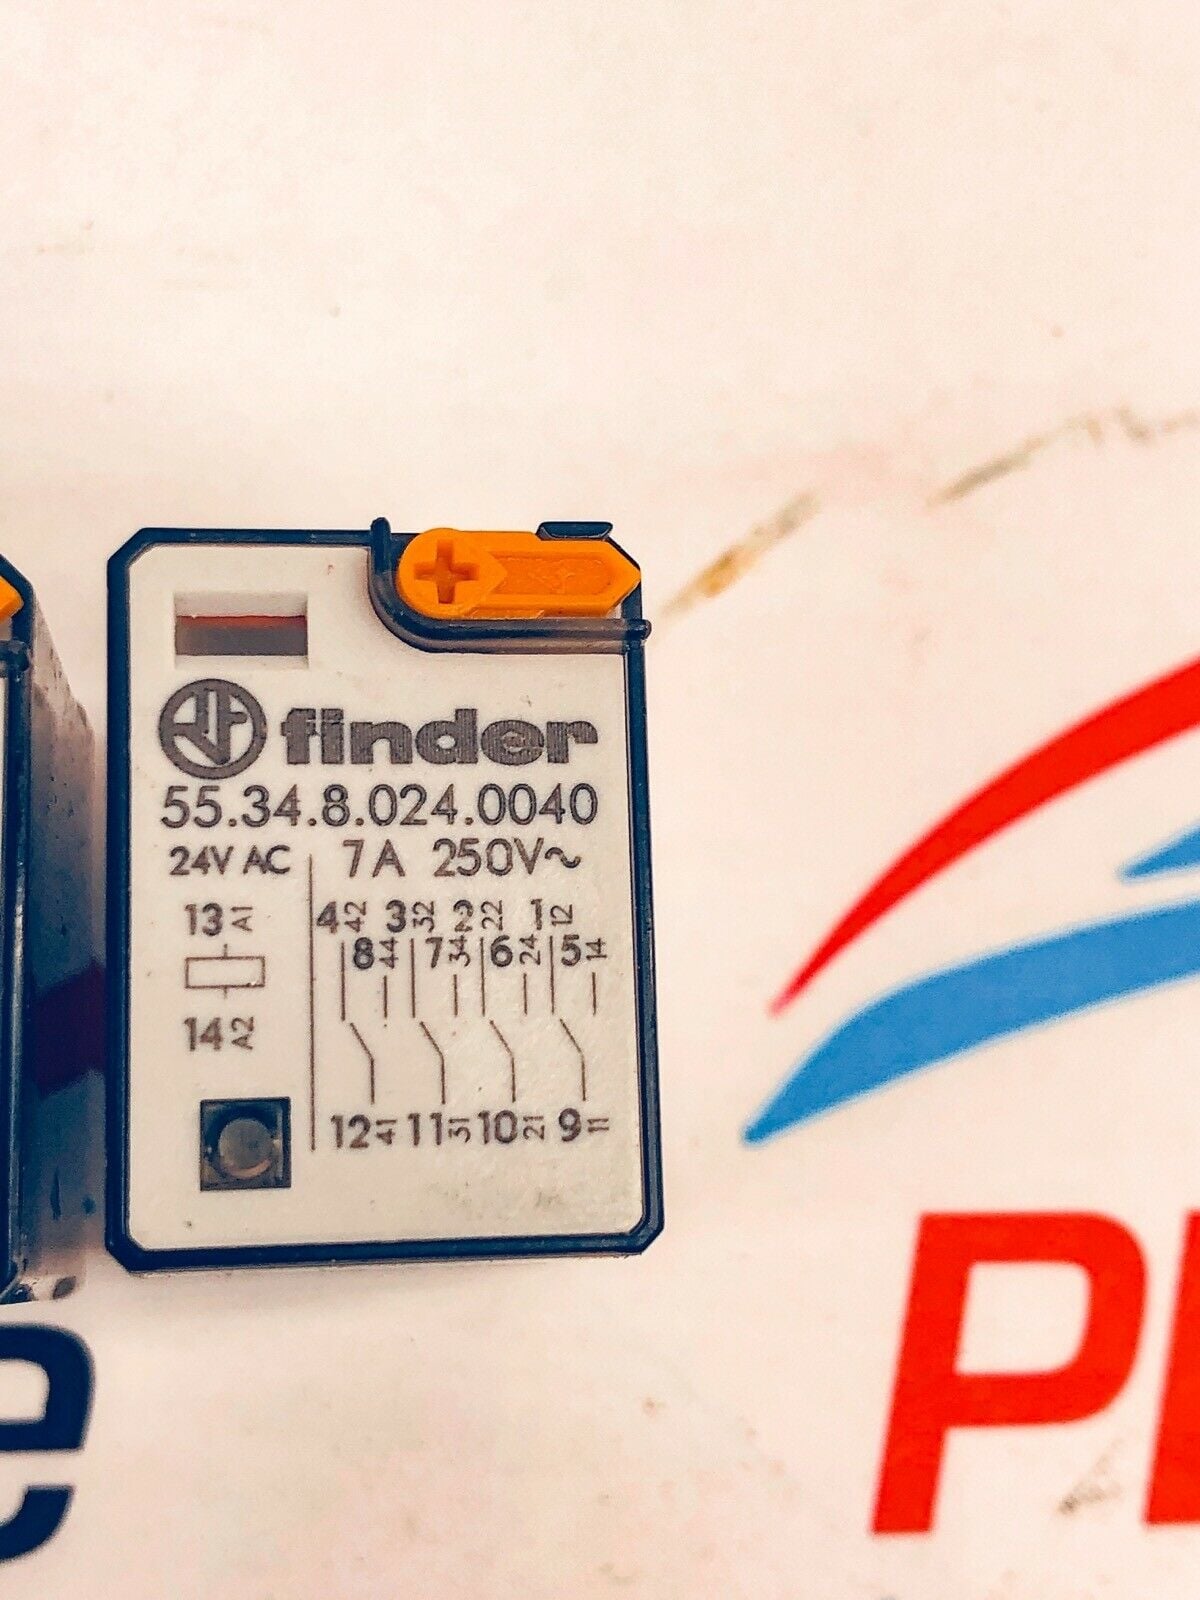 finder
55.34.8.024.0040
24V AC 7A 250V~
13 A1 4 42 3 32 2 22 1 12
8 44 7 34 6 24 5 14
14 A2
12 41 11 31 10 21 9 11
e
P